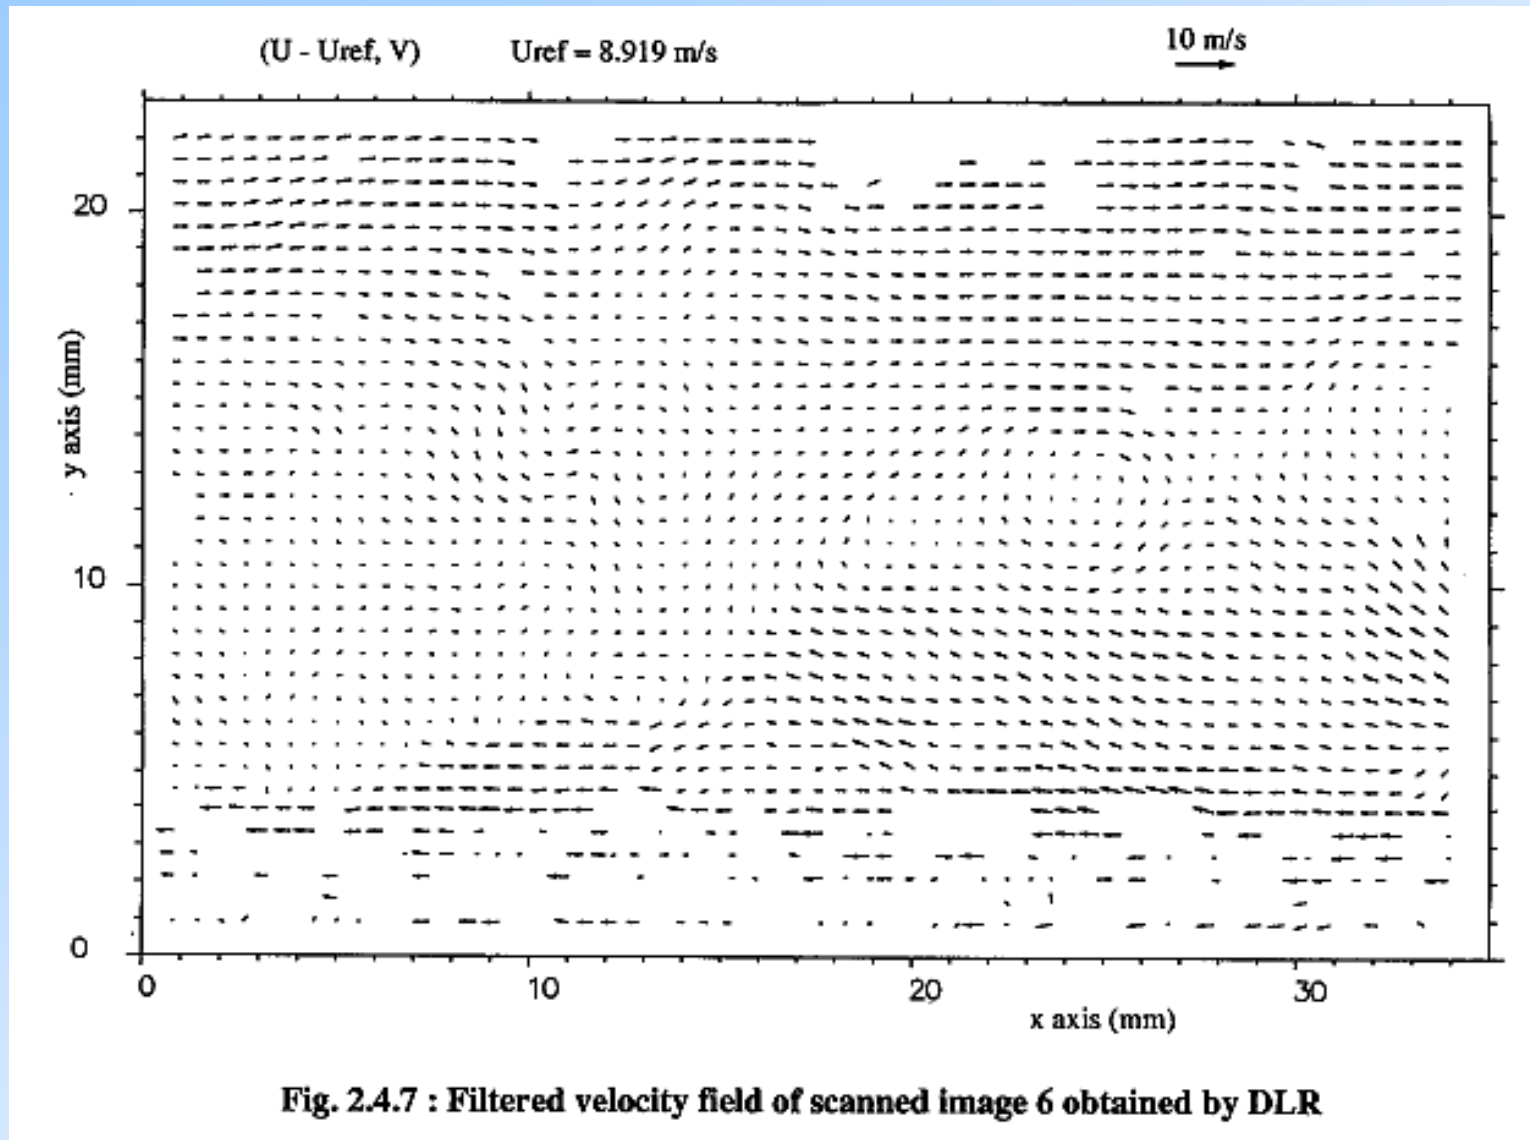 (U - Uref, V) Uref = 8.919 m/s 10 m/s
20
y axis (mm)
10
0
0 10 20 30
x axis (mm)
Fig. 2.4.7 : Filtered velocity field of scanned image 6 obtained by DLR